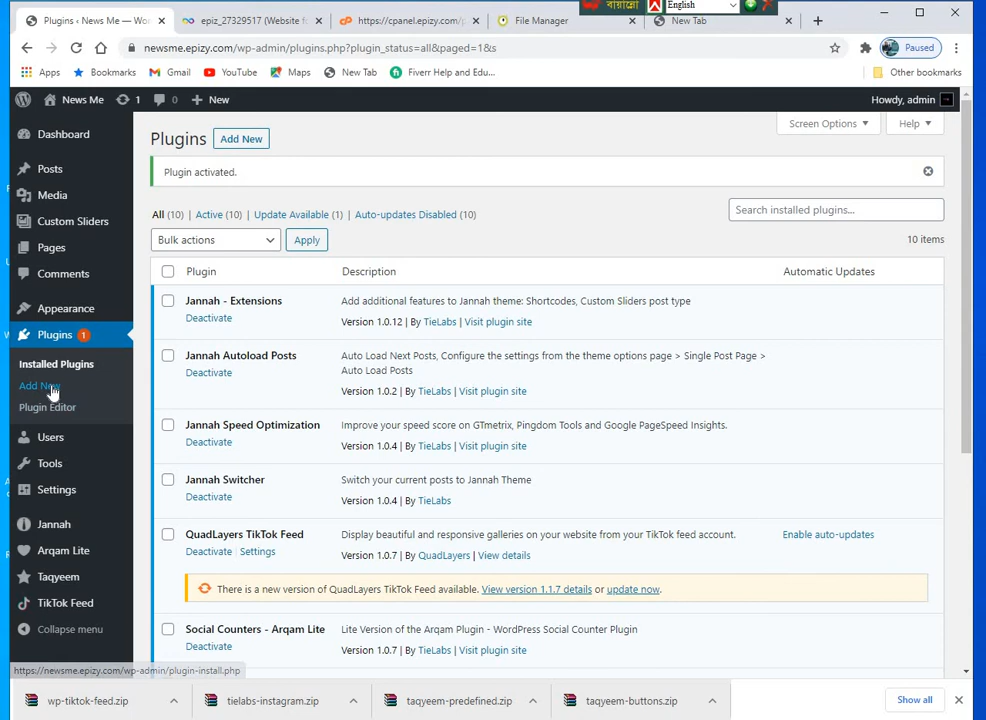 বায়ান্নো
English
Plugins ‹ News Me — WordPress
epiz_27329517 (Website f
https://cpanel.epizy.com/p
File Manager
New Tab
newsme.epizy.com/wp-admin/plugins.php?plugin_status=all&paged=1&s
Paused
Apps
Bookmarks
Gmail
YouTube
Maps
New Tab
Fiverr Help and Edu...
Other bookmarks
News Me
1
0
New
Howdy, admin
Dashboard
Posts
Media
Custom Sliders
Pages
Comments
Appearance
Plugins 1
Installed Plugins
Add New
Plugin Editor
Users
Tools
Settings
Jannah
Arqam Lite
Taqyeem
TikTok Feed
Collapse menu
Plugins
Add New
Screen Options
Help
Plugin activated.
All (10) | Active (10) | Update Available (1) | Auto-updates Disabled (10)
Search installed plugins...
Bulk actions
Apply
10 items
Plugin
Description
Automatic Updates
Jannah - Extensions
Add additional features to Jannah theme: Shortcodes, Custom Sliders post type
Deactivate
Version 1.0.12 | By TieLabs | Visit plugin site
Jannah Autoload Posts
Auto Load Next Posts, Configure the settings from the theme options page > Single Post Page >
Auto Load Posts
Deactivate
Version 1.0.2 | By TieLabs | Visit plugin site
Jannah Speed Optimization
Improve your speed score on GTmetrix, Pingdom Tools and Google PageSpeed Insights.
Deactivate
Version 1.0.4 | By TieLabs | Visit plugin site
Jannah Switcher
Switch your current posts to Jannah Theme
Deactivate
Version 1.0.4 | By TieLabs
QuadLayers TikTok Feed
Display beautiful and responsive galleries on your website from your TikTok feed account.
Enable auto-updates
Deactivate | Settings
Version 1.0.7 | By QuadLayers | View details
There is a new version of QuadLayers TikTok Feed available. View version 1.1.7 details or update now.
Social Counters - Arqam Lite
Lite Version of the Arqam Plugin - WordPress Social Counter Plugin
Deactivate
Version 1.0.7 | By TieLabs | Visit plugin site
https://newsme.epizy.com/wp-admin/plugin-install.php
wp-tiktok-feed.zip
tielabs-instagram.zip
taqyeem-predefined.zip
taqyeem-buttons.zip
Show all